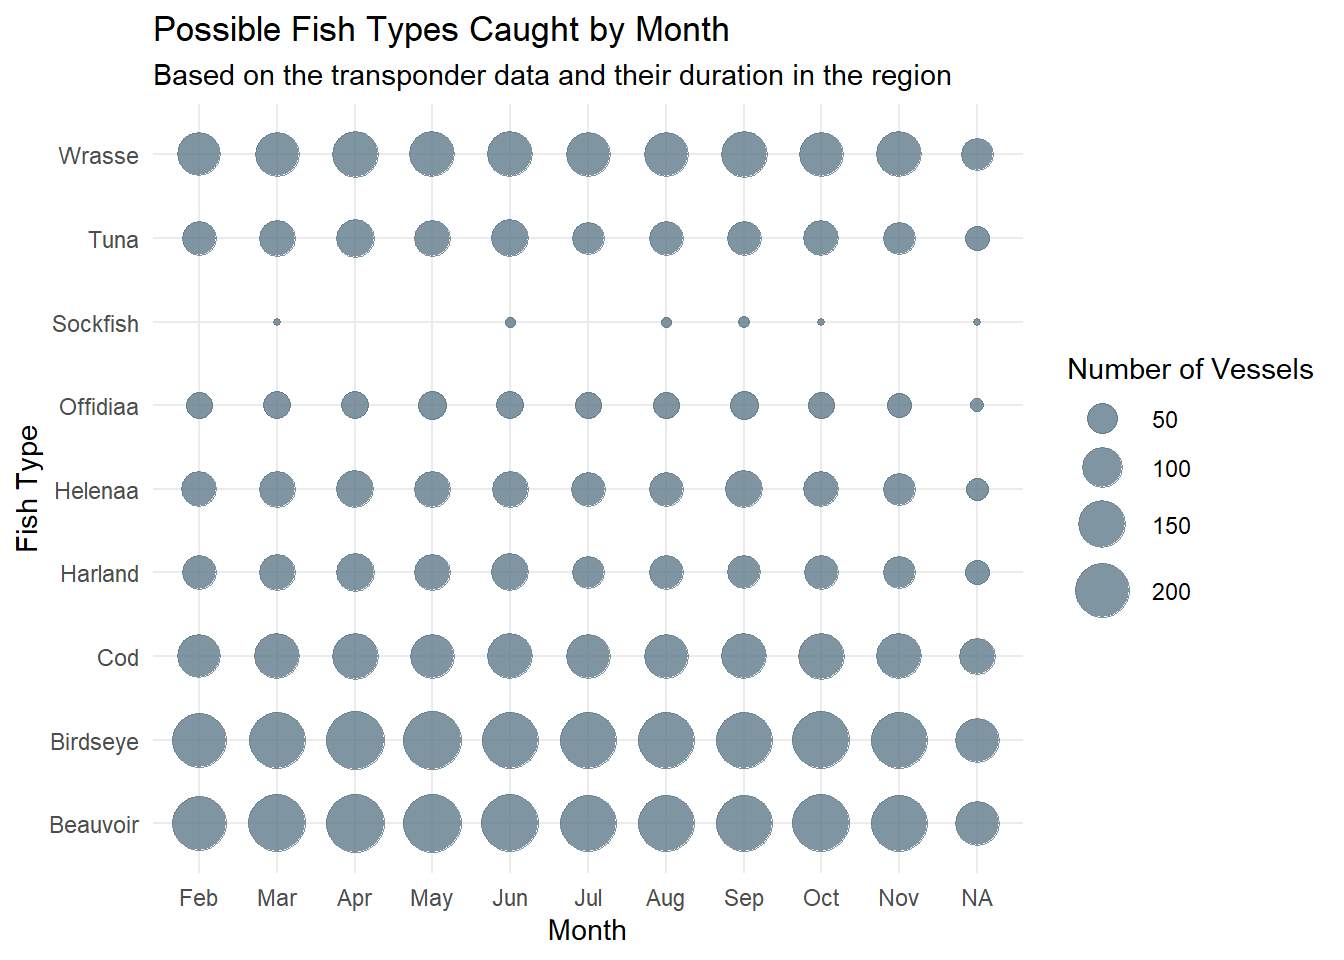 Possible Fish Types Caught by Month
Based on the transponder data and their duration in the region
Fish Type
Wrasse
Tuna
Sockfish
Offidiaa
Helenaa
Harland
Cod
Birdseye
Beauvoir
Feb Mar Apr May Jun Jul Aug Sep Oct Nov NA
Month
Number of Vessels
50
100
150
200